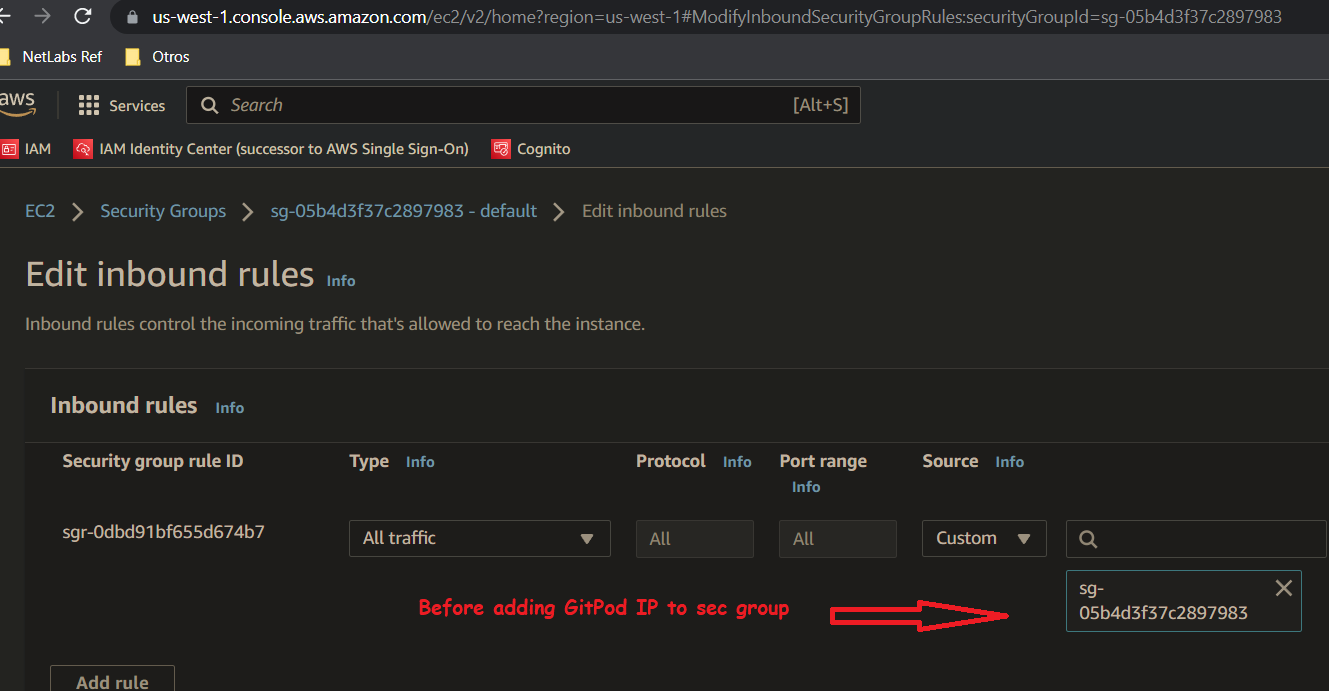 us-west-1.console.aws.amazon.com/ec2/v2/home?region=us-west-1#ModifyInboundSecurityGroupRules:securityGroupId=sg-05b4d3f37c2897983
NetLabs Ref Otros
aws Services Search [Alt+S]
IAM IAM Identity Center (successor to AWS Single Sign-On) Cognito
EC2 Security Groups sg-05b4d3f37c2897983 - default Edit inbound rules
Edit inbound rules Info
Inbound rules control the incoming traffic that's allowed to reach the instance.
Inbound rules Info
Security group rule ID Type Info Protocol Info Port range Source Info
Info
sgr-0dbd91bf655d674b7 All traffic All All Custom
sg-
Before adding GitPod IP to sec group 05b4d3f37c2897983
Add rule